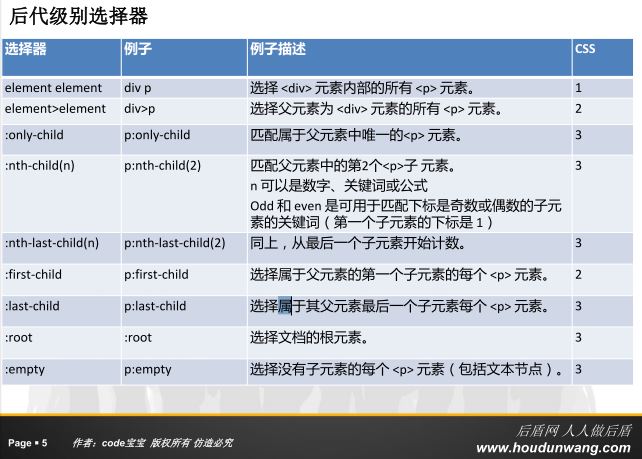 后代级别选择器
选择器 例子 例子描述 CSS
element element div p 选择 <div> 元素内部的所有 <p> 元素。 1
element>element div>p 选择父元素为 <div> 元素的所有 <p> 元素。 2
:only-child p:only-child 匹配属于父元素中唯一的<p> 元素。 3
:nth-child(n) p:nth-child(2) 匹配父元素中的第2个<p>子 元素。 3
n 可以是数字、关键词或公式
Odd 和 even 是可用于匹配下标是奇数或偶数的子元
素的关键词（第一个子元素的下标是 1）
:nth-last-child(n) p:nth-last-child(2) 同上，从最后一个子元素开始计数。 3
:first-child p:first-child 选择属于父元素的第一个子元素的每个 <p> 元素。 2
:last-child p:last-child 选择属于其父元素最后一个子元素每个 <p> 元素。 3
:root :root 选择文档的根元素。 3
:empty p:empty 选择没有子元素的每个 <p> 元素（包括文本节点）。 3
Page ▪ 5 作者：code宝宝 版权所有 仿造必究
后盾网 人人做后盾
www.houdunwang.com